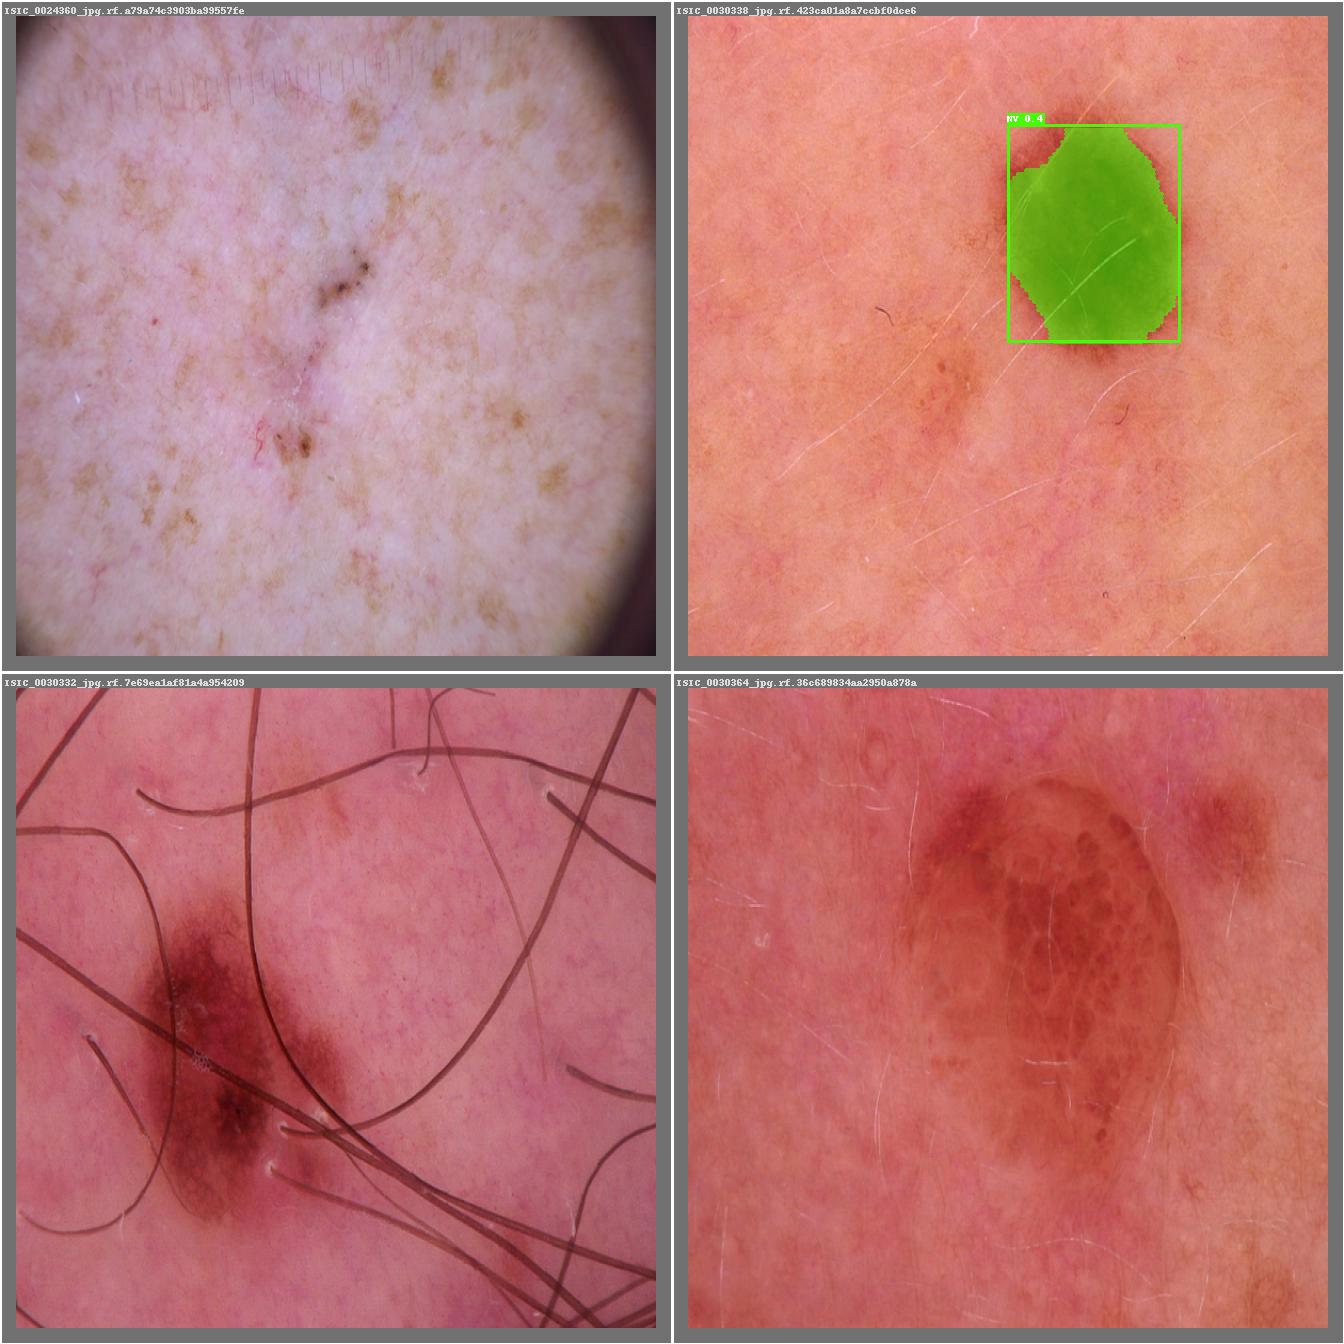 ISIC_0024360_jpg.rf.a79a74c3903ba99557fe
ISIC_0030338_jpg.rf.423ca01a8a7ccbf0dce6
NV 0.4
ISIC_0030332_jpg.rf.7e69ea1af81a4a954209
ISIC_0030364_jpg.rf.36c689834aa2950a878a